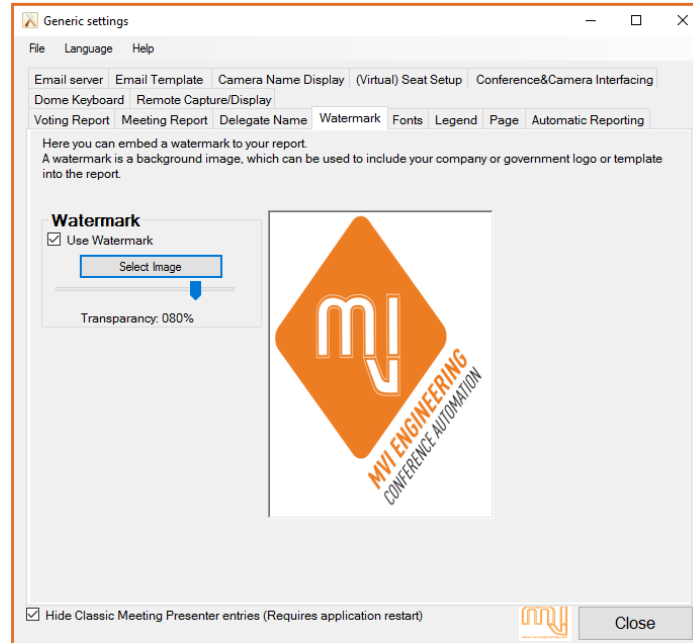 Generic settings
File Language Help
Email server Email Template Camera Name Display (Virtual) Seat Setup Conference&Camera Interfacing
Dome Keyboard Remote Capture/Display
Voting Report Meeting Report Delegate Name Watermark Fonts Legend Page Automatic Reporting
Here you can embed a watermark to your report.
A watermark is a background image, which can be used to include your company or government logo or template
into the report.
Watermark
Use Watermark
Select Image
Transparancy: 080%
mvi
MVI ENGINEERING
CONFERENCE AUTOMATION
Hide Classic Meeting Presenter entries (Requires application restart)
mvi
Close